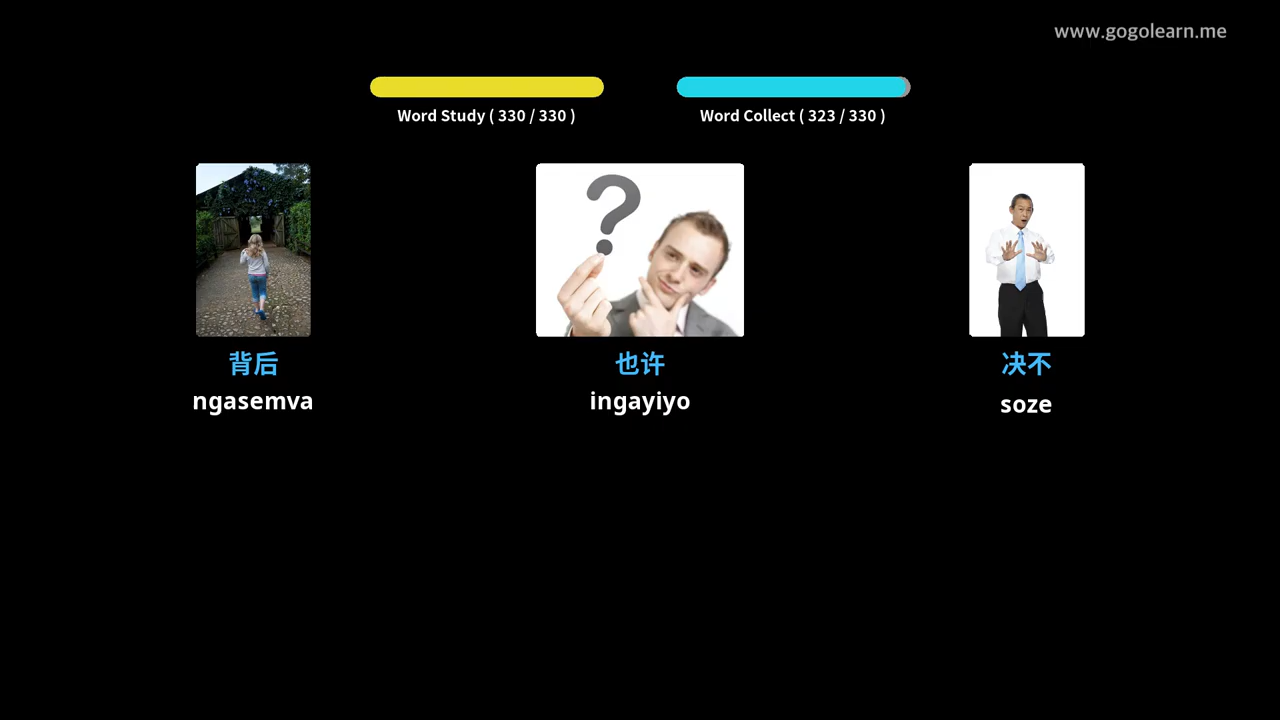 www.gogolearn.me
Word Study ( 330 / 330 )
Word Collect ( 323 / 330 )
背后
也许
决不
ngasemva
ingayiyo
soze